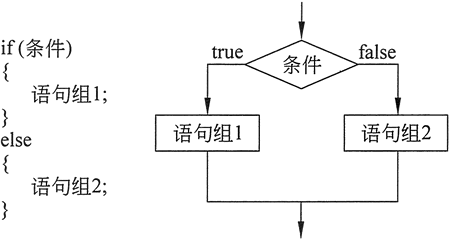 if (条件)
{
语句组1;
}
else
{
语句组2;
}
true
条件
false
语句组1
语句组2